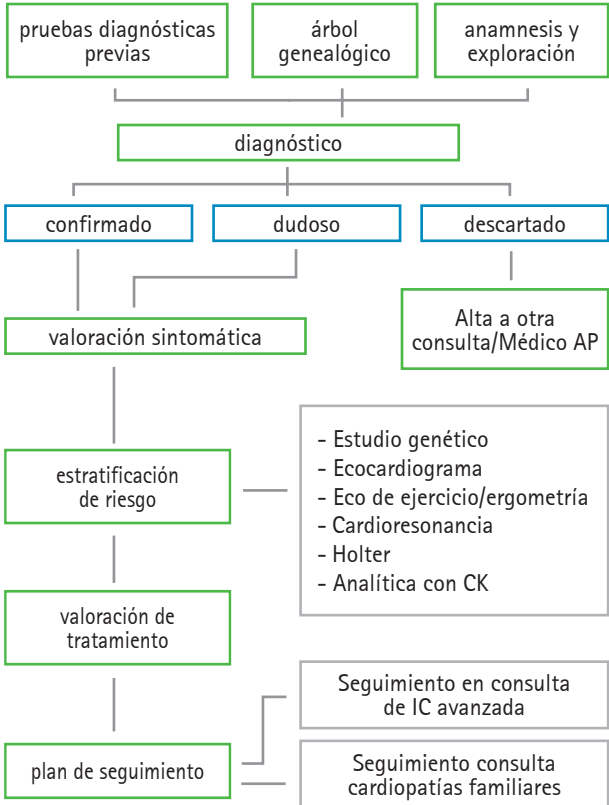 pruebas diagnósticas
previas
árbol
genealógico
anamnesis y
exploración
diagnóstico
confirmado
dudoso
descartado
valoración sintomática
Alta a otra
consulta/Médico AP
estratificación
de riesgo
- Estudio genético
- Ecocardiograma
- Eco de ejercicio/ergometría
- Cardioresonancia
- Holter
- Analítica con CK
valoración de
tratamiento
plan de seguimiento
Seguimiento en consulta
de IC avanzada
Seguimiento consulta
cardiopatías familiares